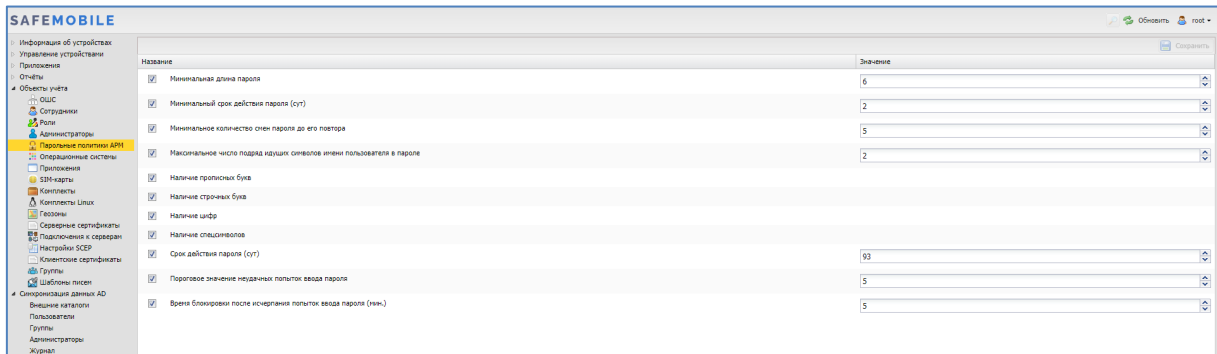 SAFEMOBILE
Обновить root
Информация об устройствах
Управление устройствами
Приложения
Отчёты
Объекты учёта
ОШС
Сотрудники
Роли
Администраторы
Парольные политики АРМ
Операционные системы
Приложения
SIM-карты
Комплекты
Комплекты Linux
Геозоны
Серверные сертификаты
Подключения к серверам
Настройки SCEP
Клиентские сертификаты
Группы
Шаблоны писем
Синхронизация данных AD
Внешние каталоги
Пользователи
Группы
Администраторы
Журнал
Сохранить
Название Значение
Минимальная длина пароля 6
Минимальный срок действия пароля (сут) 2
Минимальное количество смен пароля до его повтора 5
Максимальное число подряд идущих символов имени пользователя в пароле 2
Наличие прописных букв
Наличие строчных букв
Наличие цифр
Наличие спецсимволов
Срок действия пароля (сут) 93
Пороговое значение неудачных попыток ввода пароля 5
Время блокировки после исчерпания попыток ввода пароля (мин.) 5